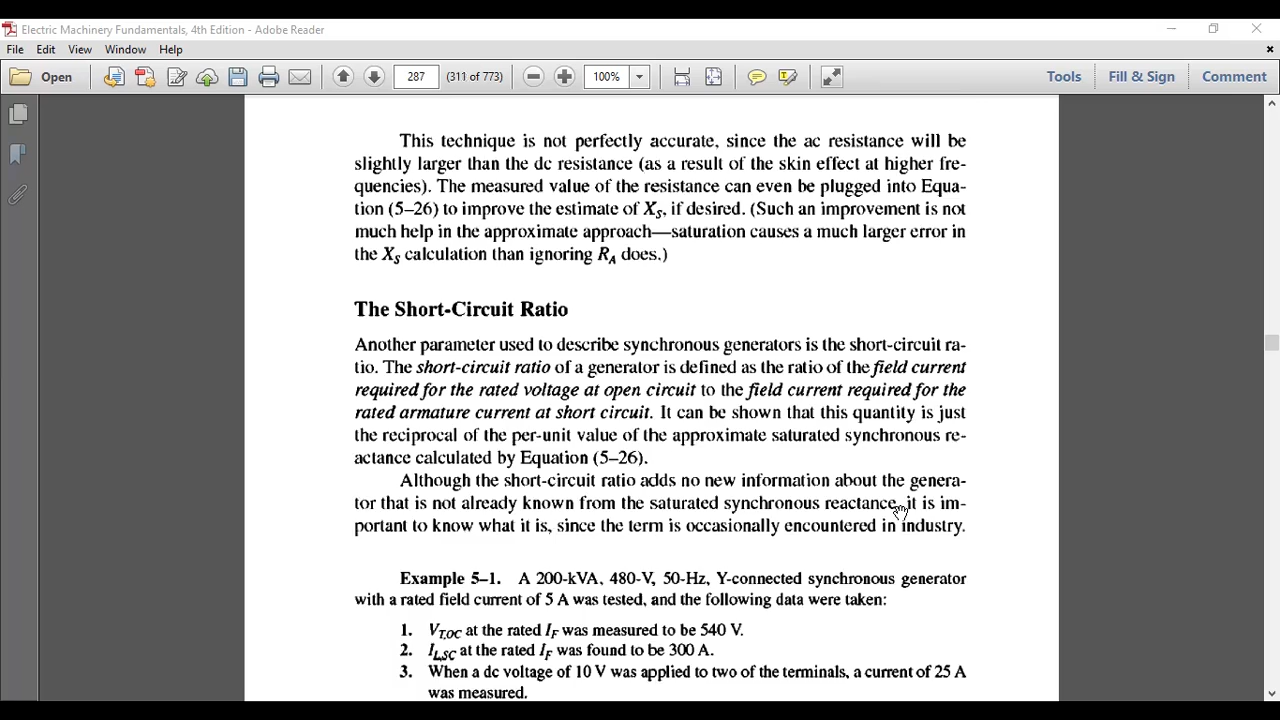 Electric Machinery Fundamentals, 4th Edition - Adobe Reader
File Edit View Window Help
Open 287 (311 of 773) 100% Tools Fill & Sign Comment
This technique is not perfectly accurate, since the ac resistance will be
slightly larger than the dc resistance (as a result of the skin effect at higher fre-
quencies). The measured value of the resistance can even be plugged into Equa-
tion (5–26) to improve the estimate of X_S, if desired. (Such an improvement is not
much help in the approximate approach—saturation causes a much larger error in
the X_S calculation than ignoring R_A does.)
The Short-Circuit Ratio
Another parameter used to describe synchronous generators is the short-circuit ra-
tio. The short-circuit ratio of a generator is defined as the ratio of the field current
required for the rated voltage at open circuit to the field current required for the
rated armature current at short circuit. It can be shown that this quantity is just
the reciprocal of the per-unit value of the approximate saturated synchronous re-
actance calculated by Equation (5–26).
Although the short-circuit ratio adds no new information about the genera-
tor that is not already known from the saturated synchronous reactance, it is im-
portant to know what it is, since the term is occasionally encountered in industry.
Example 5–1. A 200-kVA, 480-V, 50-Hz, Y-connected synchronous generator
with a rated field current of 5 A was tested, and the following data were taken:
1. V_T,OC at the rated I_F was measured to be 540 V.
2. I_L,SC at the rated I_F was found to be 300 A.
3. When a dc voltage of 10 V was applied to two of the terminals, a current of 25 A
was measured.